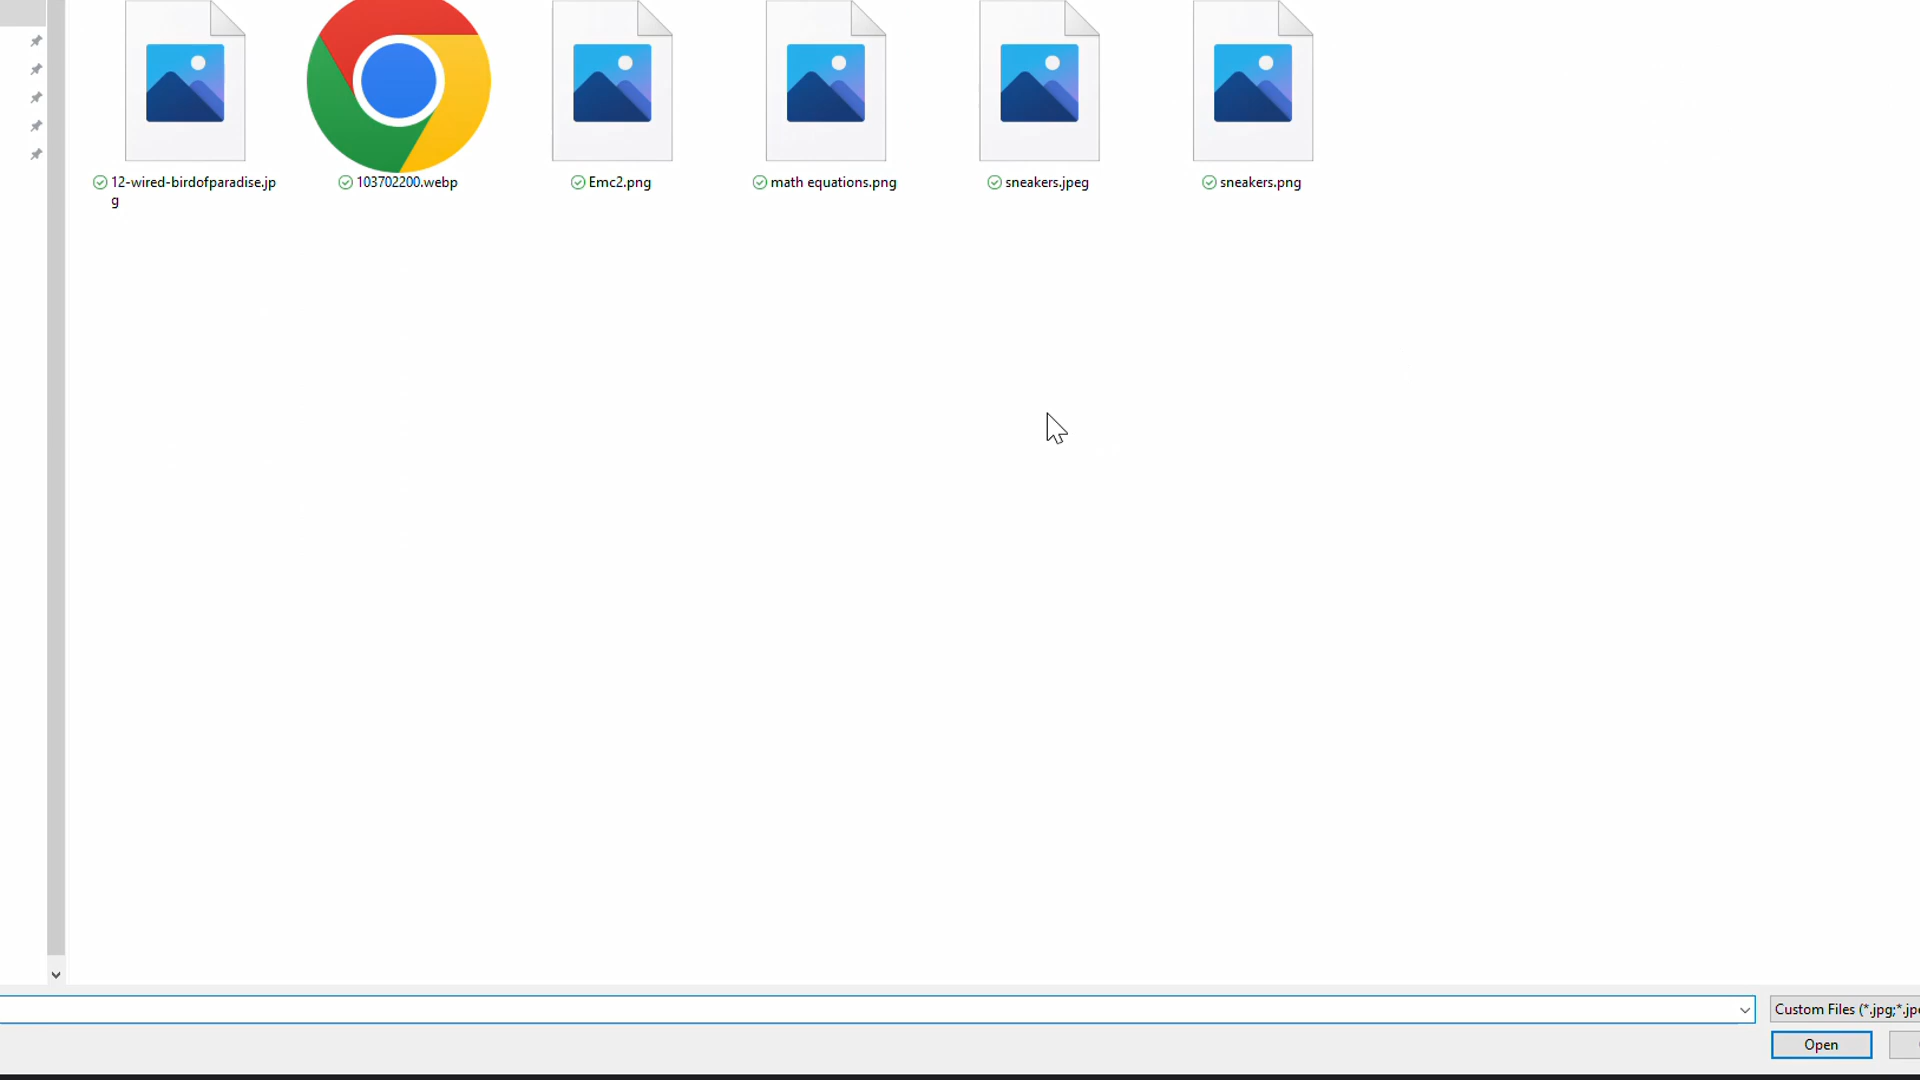 12-wired-birdofparadise.jp
g
103702200.webp
Emc2.png
math equations.png
sneakers.jpeg
sneakers.png
Custom Files (*.jpg;*.jpe
Open